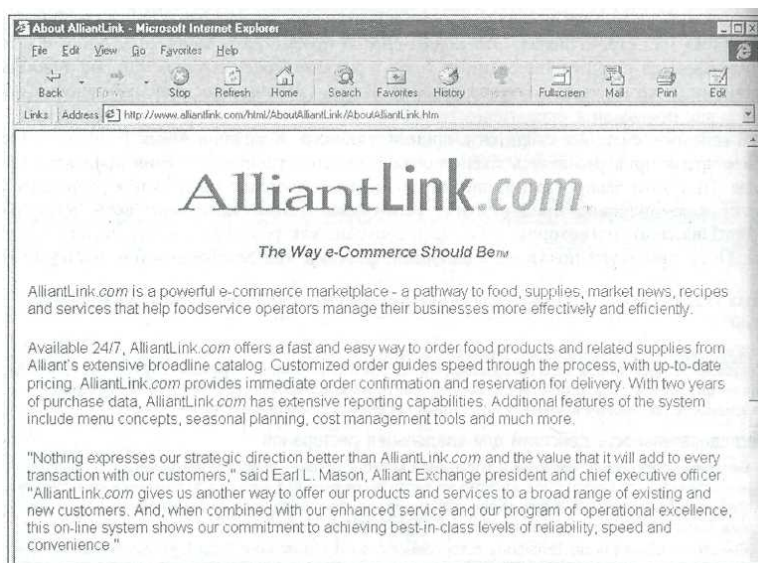 About AlliantLink - Microsoft Internet Explorer
File Edit View Go Favorites Help
Back Stop Refresh Home Search Favorites History Fullscreen Mail Print Edit
Links Address http://www.alliantlink.com/html/AboutAlliantLink/AboutAlliantLink.htm
AlliantLink.com
The Way e-Commerce Should Be™
AlliantLink.com is a powerful e-commerce marketplace - a pathway to food, supplies, market news, recipes
and services that help foodservice operators manage their businesses more effectively and efficiently.
Available 24/7, AlliantLink.com offers a fast and easy way to order food products and related supplies from
Alliant's extensive broadline catalog. Customized order guides speed through the process, with up-to-date
pricing. AlliantLink.com provides immediate order confirmation and reservation for delivery. With two years
of purchase data, AlliantLink.com has extensive reporting capabilities. Additional features of the system
include menu concepts, seasonal planning, cost management tools and much more.
"Nothing expresses our strategic direction better than AlliantLink.com and the value that it will add to every
transaction with our customers," said Earl L. Mason, Alliant Exchange president and chief executive officer.
"AlliantLink.com gives us another way to offer our products and services to a broad range of existing and
new customers. And, when combined with our enhanced service and our program of operational excellence,
this on-line system shows our commitment to achieving best-in-class levels of reliability, speed and
convenience."